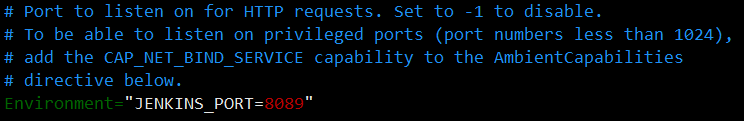 # Port to listen on for HTTP requests. Set to -1 to disable.
# To be able to listen on privileged ports (port numbers less than 1024),
# add the CAP_NET_BIND_SERVICE capability to the AmbientCapabilities
# directive below.
Environment="JENKINS_PORT=8089"